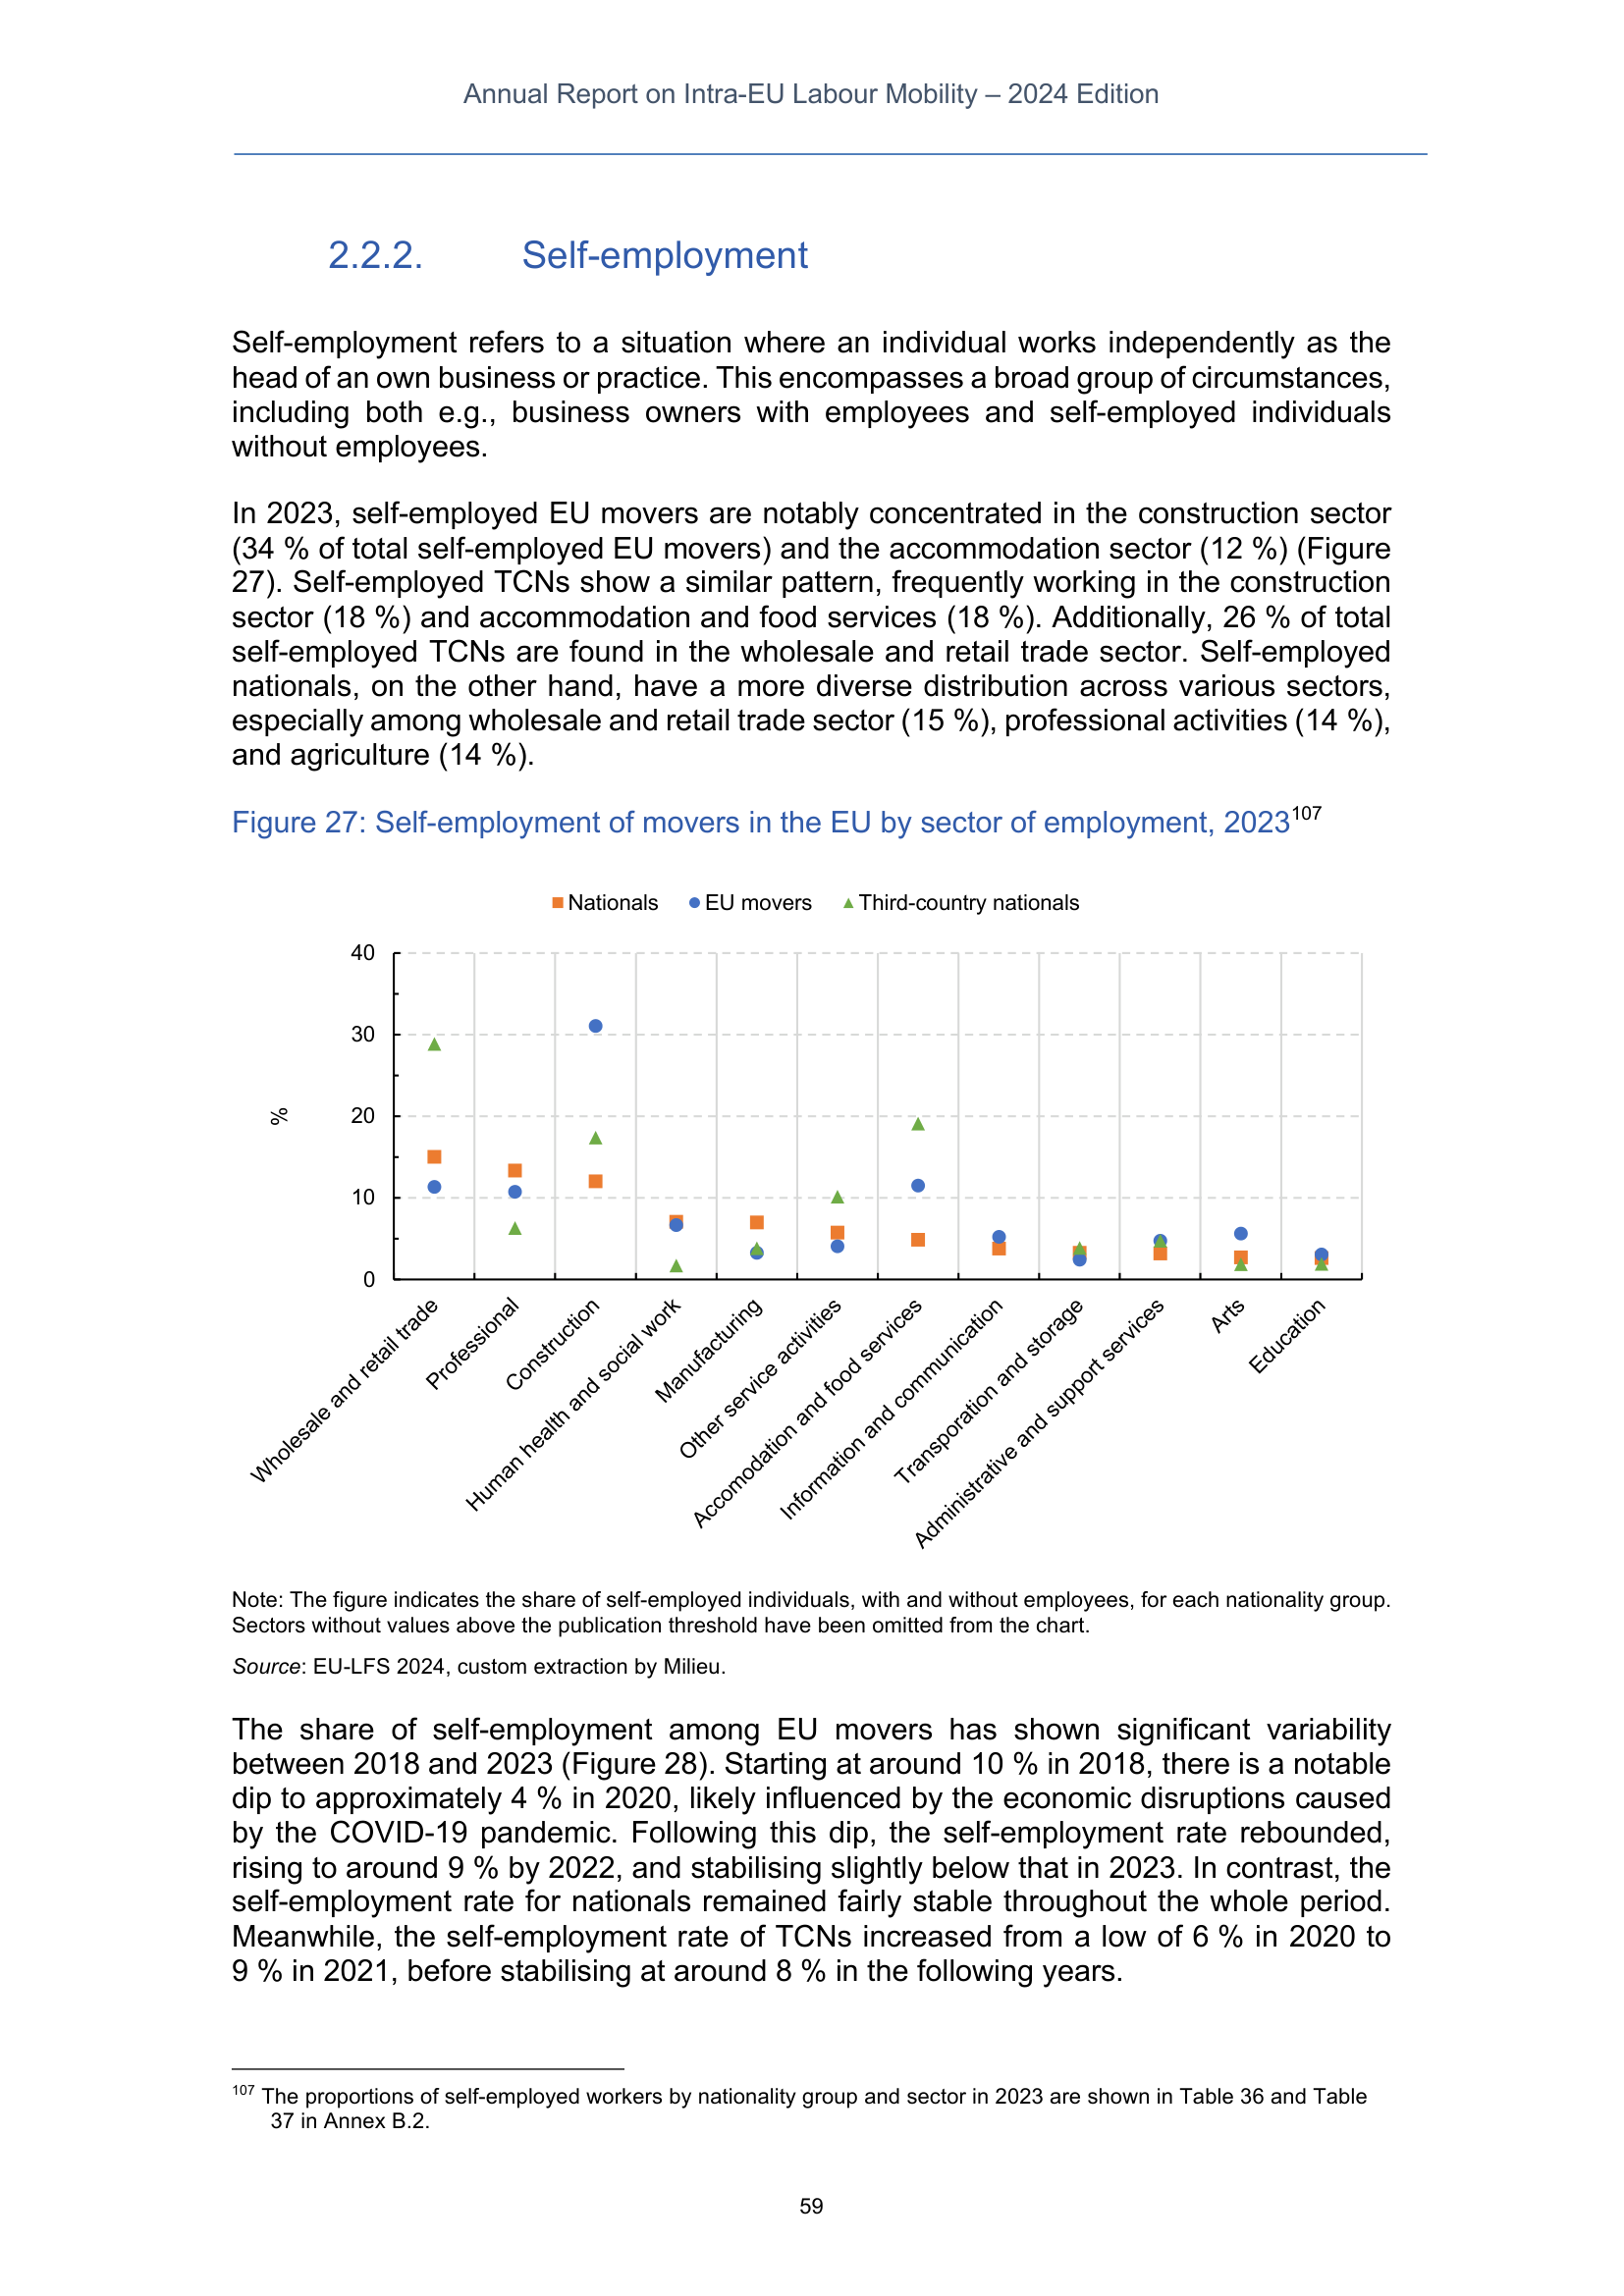 Annual Report on Intra-EU Labour Mobility – 2024 Edition
2.2.2. Self-employment
Self-employment refers to a situation where an individual works independently as the
head of an own business or practice. This encompasses a broad group of circumstances,
including both e.g., business owners with employees and self-employed individuals
without employees.
In 2023, self-employed EU movers are notably concentrated in the construction sector
(34 % of total self-employed EU movers) and the accommodation sector (12 %) (Figure
27). Self-employed TCNs show a similar pattern, frequently working in the construction
sector (18 %) and accommodation and food services (18 %). Additionally, 26 % of total
self-employed TCNs are found in the wholesale and retail trade sector. Self-employed
nationals, on the other hand, have a more diverse distribution across various sectors,
especially among wholesale and retail trade sector (15 %), professional activities (14 %),
and agriculture (14 %).
Figure 27: Self-employment of movers in the EU by sector of employment, 2023107
Nationals EU movers Third-country nationals
40
30
20
10
0
%
Wholesale and retail trade
Professional
Construction
Human health and social work
Manufacturing
Other service activities
Accomodation and food services
Information and communication
Transporation and storage
Administrative and support services
Arts
Education
Note: The figure indicates the share of self-employed individuals, with and without employees, for each nationality group.
Sectors without values above the publication threshold have been omitted from the chart.
Source: EU-LFS 2024, custom extraction by Milieu.
The share of self-employment among EU movers has shown significant variability
between 2018 and 2023 (Figure 28). Starting at around 10 % in 2018, there is a notable
dip to approximately 4 % in 2020, likely influenced by the economic disruptions caused
by the COVID-19 pandemic. Following this dip, the self-employment rate rebounded,
rising to around 9 % by 2022, and stabilising slightly below that in 2023. In contrast, the
self-employment rate for nationals remained fairly stable throughout the whole period.
Meanwhile, the self-employment rate of TCNs increased from a low of 6 % in 2020 to
9 % in 2021, before stabilising at around 8 % in the following years.
107 The proportions of self-employed workers by nationality group and sector in 2023 are shown in Table 36 and Table
37 in Annex B.2.
59